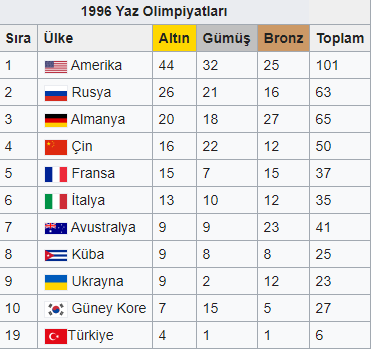 1996 Yaz Olimpiyatları
Sıra Ülke Altın Gümüş Bronz Toplam
1 Amerika 44 32 25 101
2 Rusya 26 21 16 63
3 Almanya 20 18 27 65
4 Çin 16 22 12 50
5 Fransa 15 7 15 37
6 İtalya 13 10 12 35
7 Avustralya 9 9 23 41
8 Küba 9 8 8 25
9 Ukrayna 9 2 12 23
10 Güney Kore 7 15 5 27
19 Türkiye 4 1 1 6